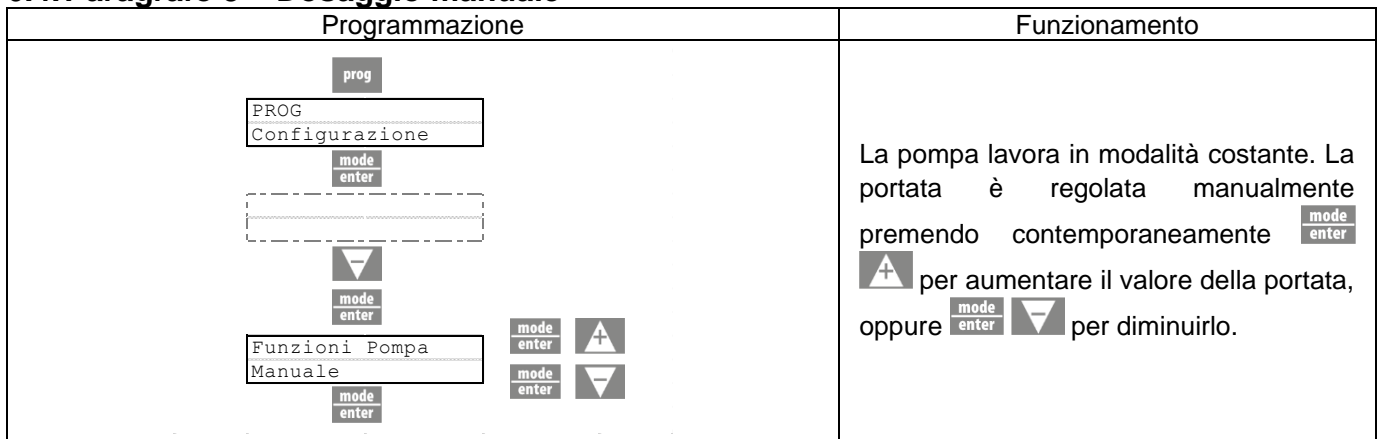 Programmazione
Funzionamento
prog
PROG
Configurazione
mode
enter
mode
enter
Funzioni Pompa
Manuale
mode
enter
mode
enter
mode
enter
La pompa lavora in modalità costante. La
portata è regolata manualmente
premendo contemporaneamente mode enter
+ per aumentare il valore della portata,
oppure mode enter − per diminuirlo.